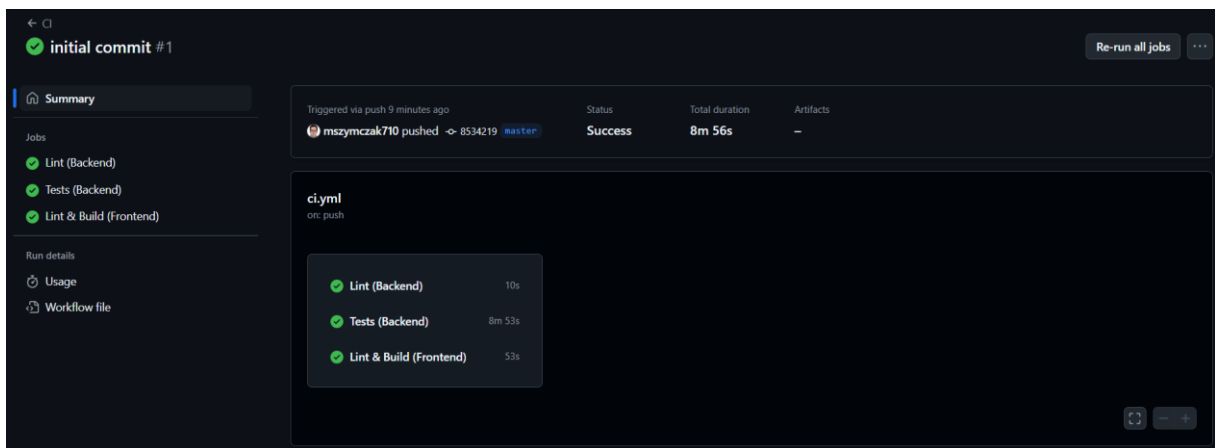 ← CI
initial commit #1
Re-run all jobs
Summary
Jobs
Lint (Backend)
Tests (Backend)
Lint & Build (Frontend)
Run details
Usage
Workflow file
Triggered via push 9 minutes ago
mszymczak710 pushed 8534219 master
Status
Success
Total duration
8m 56s
Artifacts
–
ci.yml
on: push
Lint (Backend) 10s
Tests (Backend) 8m 53s
Lint & Build (Frontend) 53s